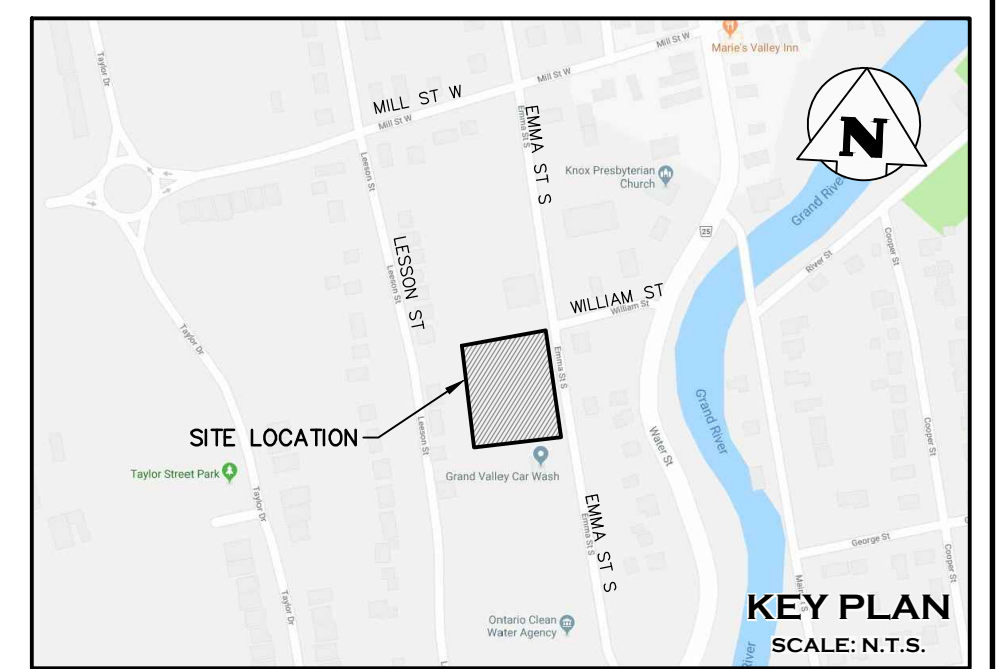 Marie's Valley Inn
Taylor Dr
Mill St W
MILL ST W
Mill St W
Mill St W
EMMA ST S
Emma St S
N
Leeson St
Knox Presbyterian
Church
Grand River
25
River St
Cooper St
LESSON ST
Leeson St
WILLIAM ST
William St
Taylor Dr
Emma St S
Grand River
SITE LOCATION
Leeson St
Water St
Cooper St
Taylor Street Park
Grand Valley Car Wash
Taylor Dr
EMMA ST S
Emma St S
George St
Cooper St
Taylor Dr
KEY PLAN
SCALE: N.T.S.
Ontario Clean
Water Agency